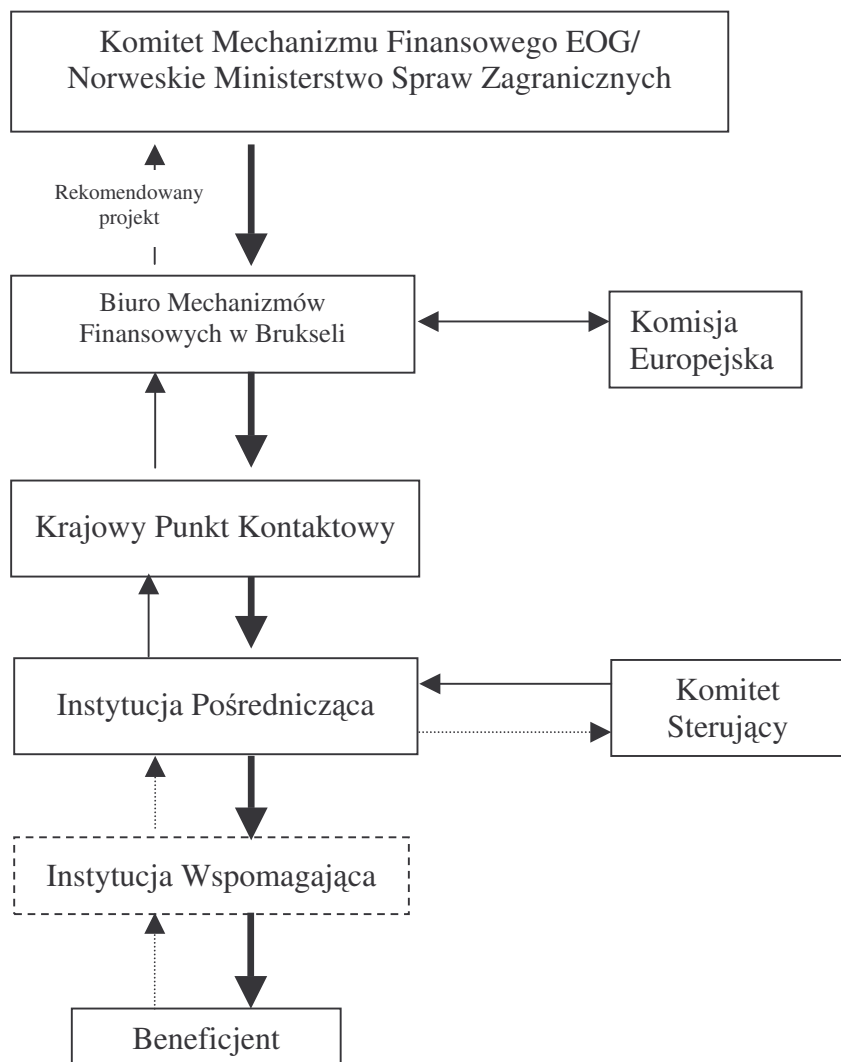 Komitet Mechanizmu Finansowego EOG/
Norweskie Ministerstwo Spraw Zagranicznych
Rekomendowany
projekt
Biuro Mechanizmów
Finansowych w Brukseli
Komisja
Europejska
Krajowy Punkt Kontaktowy
Instytucja Pośrednicząca
Komitet
Sterujący
Instytucja Wspomagająca
Beneficjent